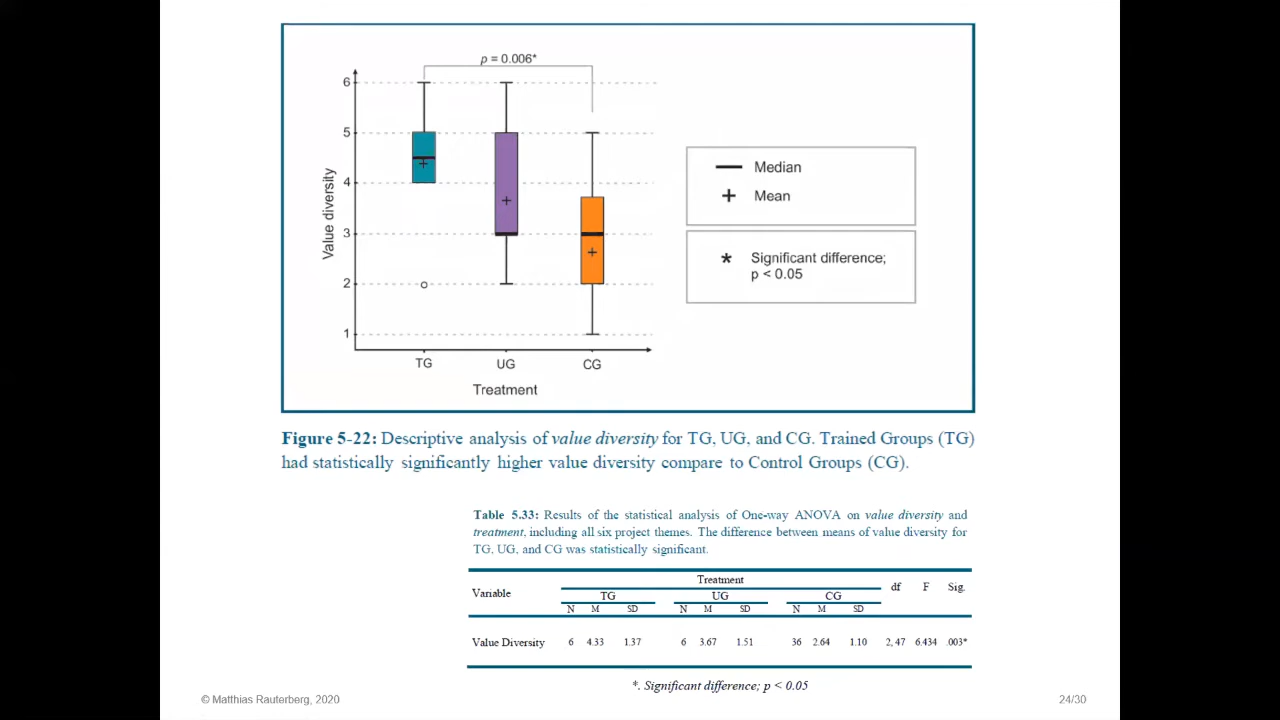 p = 0.006*
6
5
4
3
2
1
Value diversity
TG
UG
CG
Treatment
Median
+ Mean
* Significant difference;
p < 0.05
Figure 5-22: Descriptive analysis of value diversity for TG, UG, and CG. Trained Groups (TG)
had statistically significantly higher value diversity compare to Control Groups (CG).
Table 5.33: Results of the statistical analysis of One-way ANOVA on value diversity and
treatment, including all six project themes. The difference between means of value diversity for
TG, UG, and CG was statistically significant.
Variable Treatment df F Sig.
TG UG CG
N M SD N M SD N M SD
Value Diversity 6 4.33 1.37 6 3.67 1.51 36 2.64 1.10 2, 47 6.434 .003*
*. Significant difference; p < 0.05
© Matthias Rauterberg, 2020
24/30